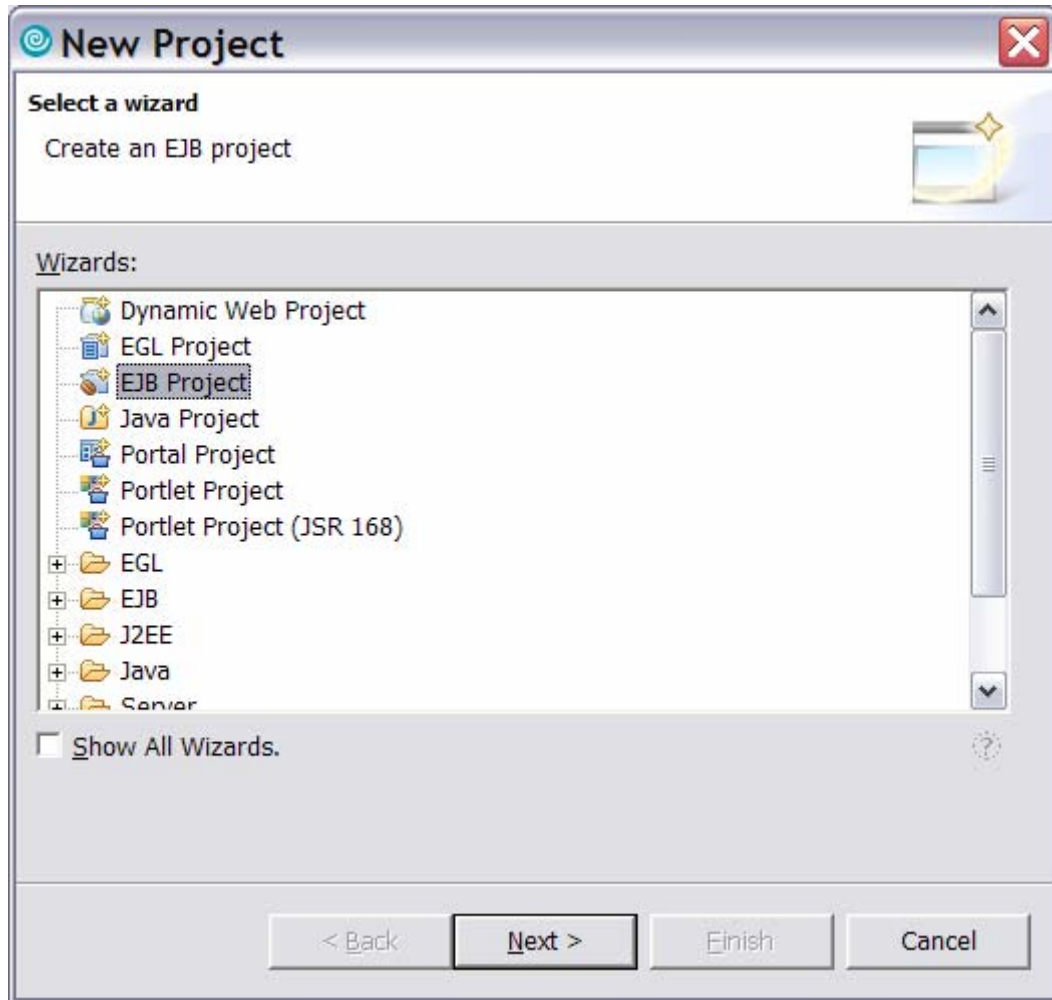 New Project
Select a wizard
Create an EJB project
Wizards:
Dynamic Web Project
EGL Project
EJB Project
Java Project
Portal Project
Portlet Project
Portlet Project (JSR 168)
EGL
EJB
J2EE
Java
Server
Show All Wizards.
< Back Next > Finish Cancel